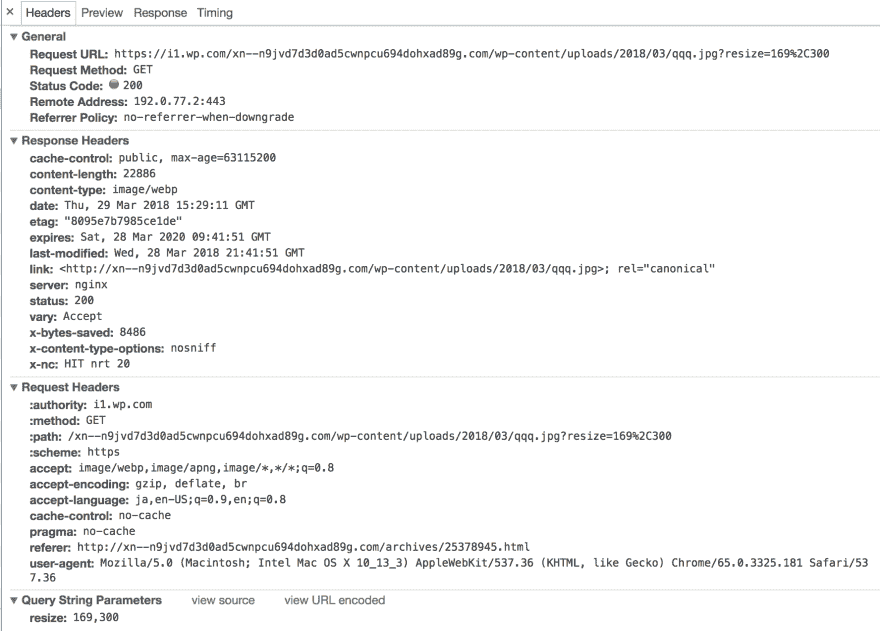 × Headers Preview Response Timing
▼ General
Request URL: https://i1.wp.com/xn--n9jvd7d3d0ad5cwnpcu694dohxad89g.com/wp-content/uploads/2018/03/qqq.jpg?resize=169%2C300
Request Method: GET
Status Code: 200
Remote Address: 192.0.77.2:443
Referrer Policy: no-referrer-when-downgrade
▼ Response Headers
cache-control: public, max-age=63115200
content-length: 22886
content-type: image/webp
date: Thu, 29 Mar 2018 15:29:11 GMT
etag: "8095e7b7985ce1de"
expires: Sat, 28 Mar 2020 09:41:51 GMT
last-modified: Wed, 28 Mar 2018 21:41:51 GMT
link: <http://xn--n9jvd7d3d0ad5cwnpcu694dohxad89g.com/wp-content/uploads/2018/03/qqq.jpg>; rel="canonical"
server: nginx
status: 200
vary: Accept
x-bytes-saved: 8486
x-content-type-options: nosniff
x-nc: HIT nrt 20
▼ Request Headers
:authority: i1.wp.com
:method: GET
:path: /xn--n9jvd7d3d0ad5cwnpcu694dohxad89g.com/wp-content/uploads/2018/03/qqq.jpg?resize=169%2C300
:scheme: https
accept: image/webp,image/apng,image/*,*/*;q=0.8
accept-encoding: gzip, deflate, br
accept-language: ja,en-US;q=0.9,en;q=0.8
cache-control: no-cache
pragma: no-cache
referer: http://xn--n9jvd7d3d0ad5cwnpcu694dohxad89g.com/archives/25378945.html
user-agent: Mozilla/5.0 (Macintosh; Intel Mac OS X 10_13_3) AppleWebKit/537.36 (KHTML, like Gecko) Chrome/65.0.3325.181 Safari/53
7.36
▼ Query String Parameters view source view URL encoded
resize: 169,300